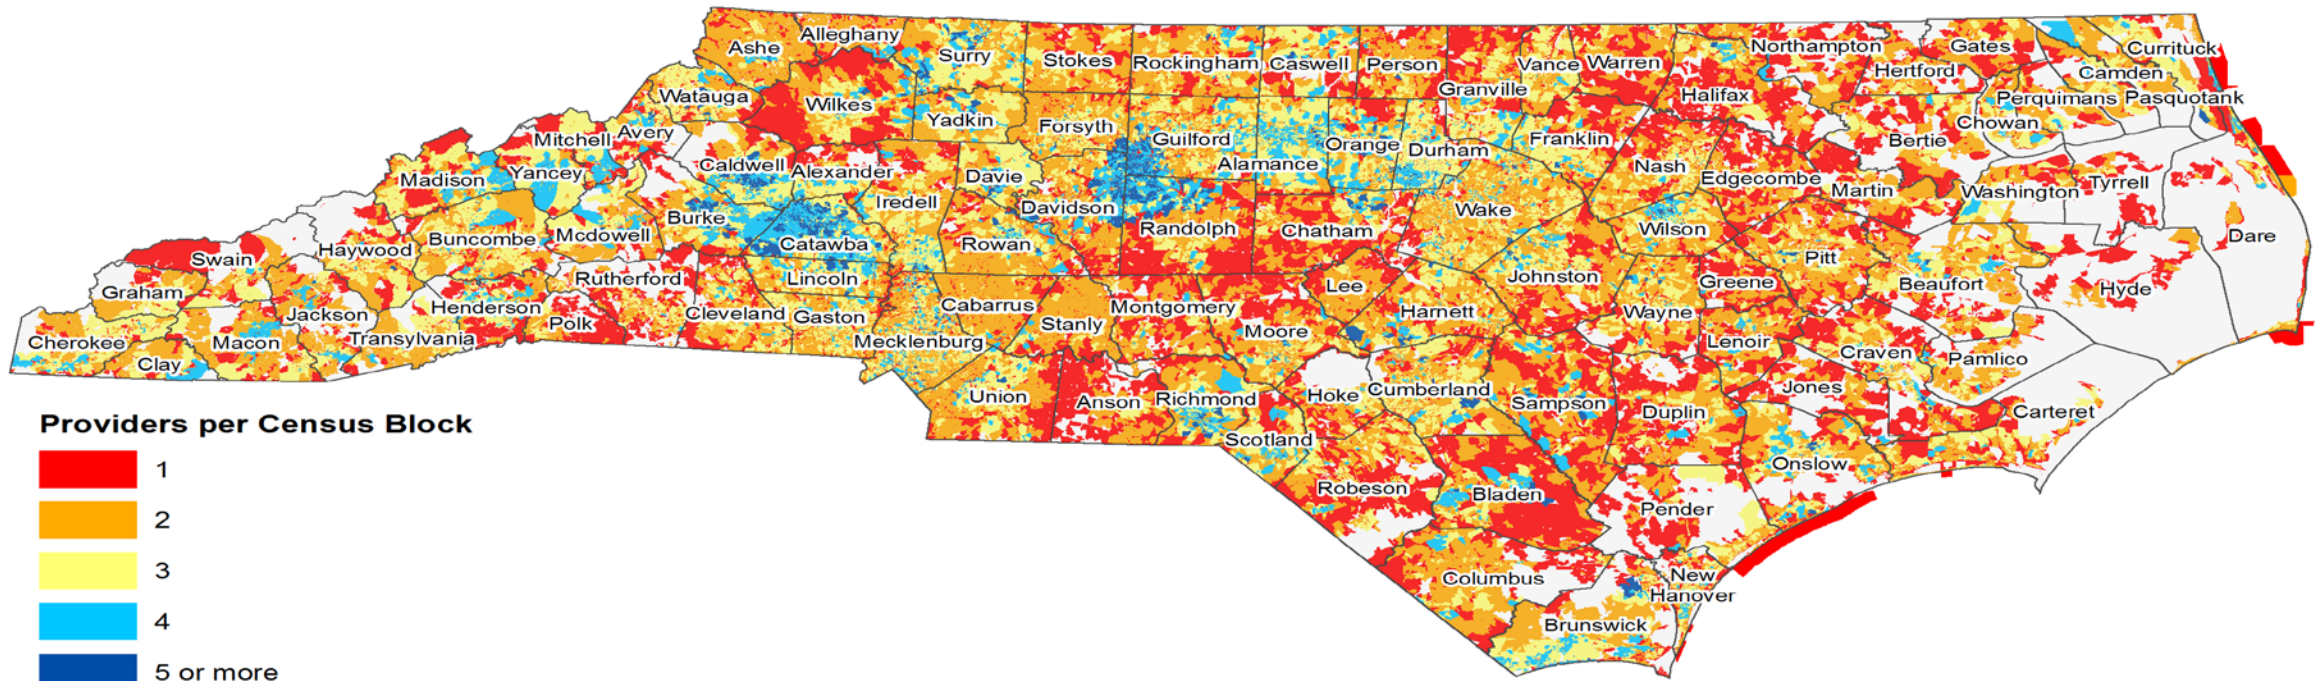 Ashe
Alleghany
Surry
Stokes
Rockingham
Caswell
Person
Granville
Vance
Warren
Northampton
Gates
Currituck
Hertford
Camden
Halifax
Perquimans
Pasquotank
Chowan
Watauga
Wilkes
Yadkin
Forsyth
Guilford
Alamance
Orange
Durham
Franklin
Nash
Edgecombe
Martin
Bertie
Washington
Tyrrell
Dare
Mitchell
Avery
Caldwell
Alexander
Davie
Iredell
Davidson
Madison
Yancey
Burke
Catawba
Rowan
Randolph
Chatham
Wake
Wilson
Pitt
Beaufort
Hyde
Swain
Haywood
Buncombe
Mcdowell
Rutherford
Lincoln
Graham
Jackson
Henderson
Polk
Cleveland
Gaston
Cabarrus
Stanly
Montgomery
Lee
Moore
Harnett
Johnston
Greene
Wayne
Lenoir
Craven
Pamlico
Cherokee
Clay
Macon
Transylvania
Mecklenburg
Union
Anson
Richmond
Hoke
Cumberland
Sampson
Duplin
Jones
Carteret
Scotland
Robeson
Bladen
Onslow
Pender
Columbus
New
Hanover
Brunswick
Providers per Census Block
1
2
3
4
5 or more